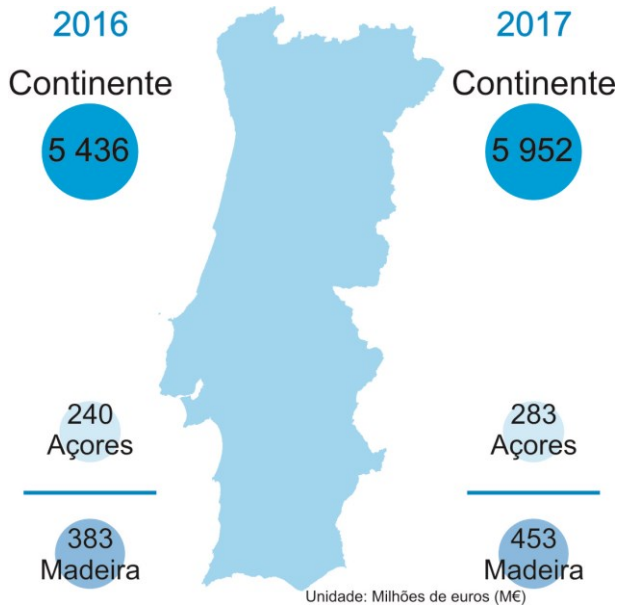 2016
Continente
5 436
240
Açores
383
Madeira
2017
Continente
5 952
283
Açores
453
Madeira
Unidade: Milhões de euros (M€)